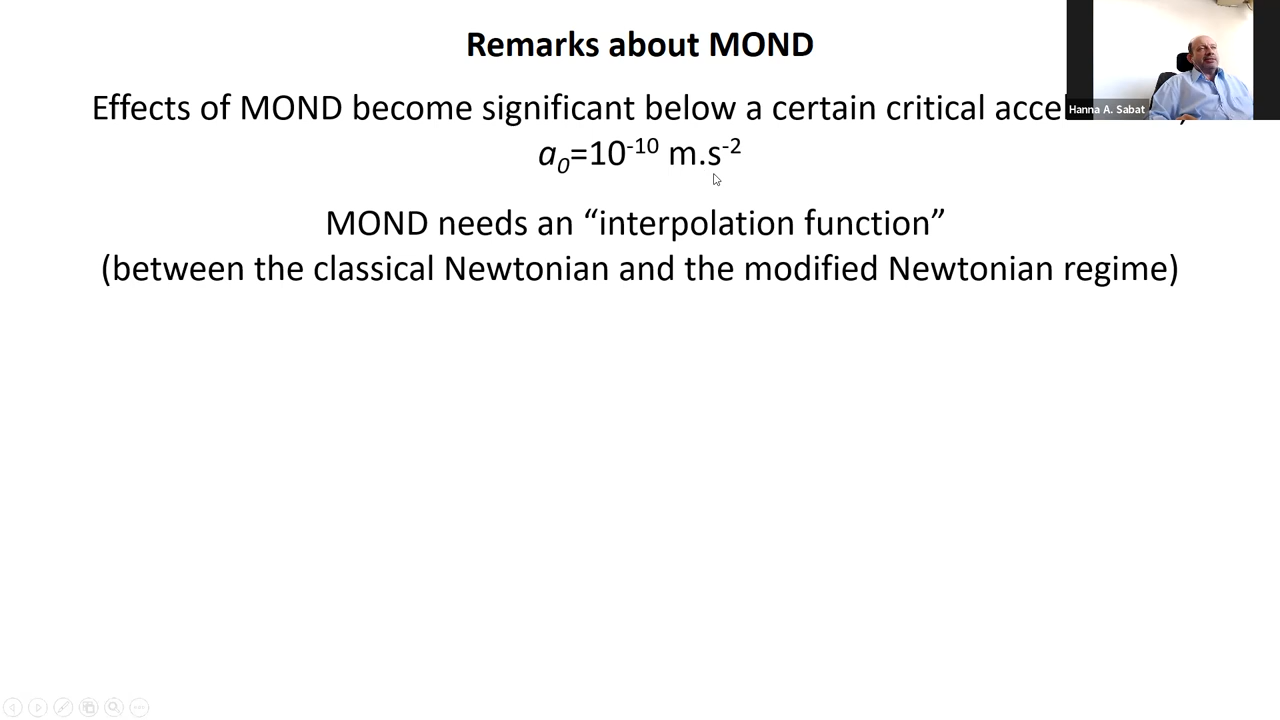 Remarks about MOND
Effects of MOND become significant below a certain critical
a₀=10⁻¹⁰ m.s⁻²
MOND needs an “interpolation function”
(between the classical Newtonian and the modified Newtonian regime)
Hanna A. Sabat